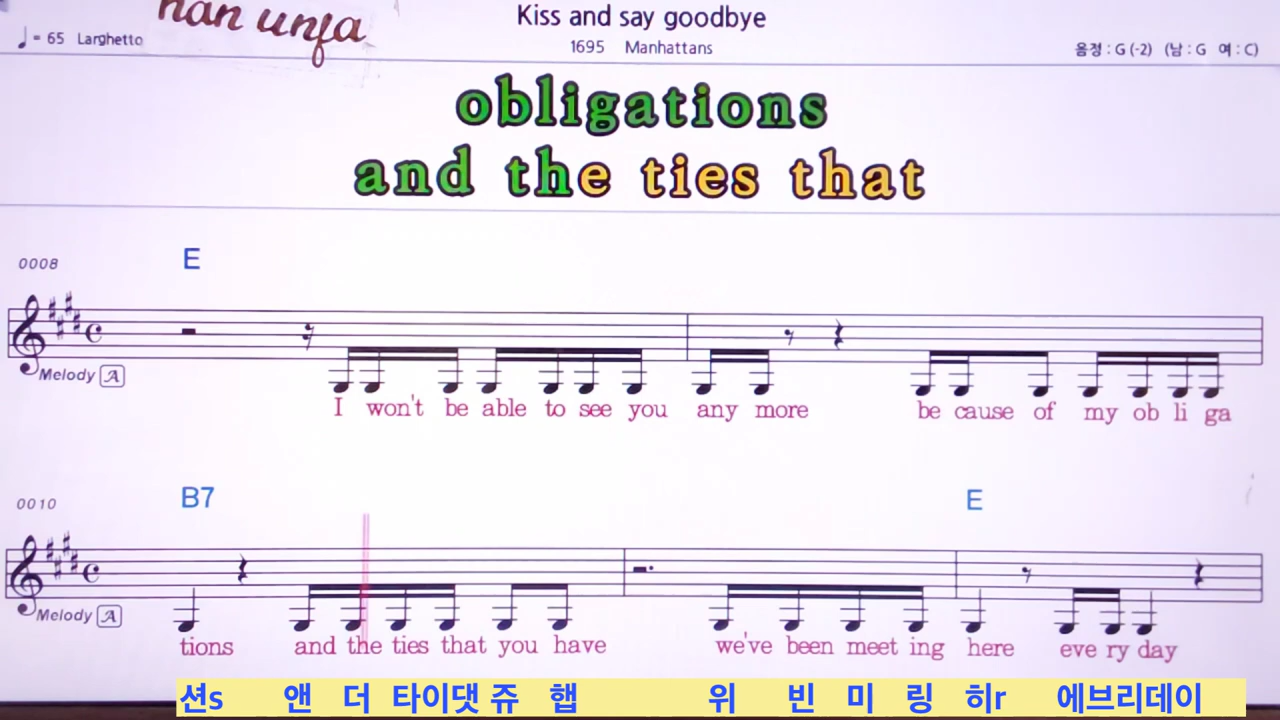 han unfa
Kiss and say goodbye
♩= 65 Larghetto
1695 Manhattans
음정 : G (-2) (남 : G 여 : C)
obligations
and the ties that
0008
E
Melody A
I won't be able to see you any more be cause of my ob li ga
0010
B7 E
Melody A
tions and the ties that you have we've been meet ing here eve ry day
션s 앤 더 타이댓 쥬 햅 위 빈 미 링 히r 에브리데이